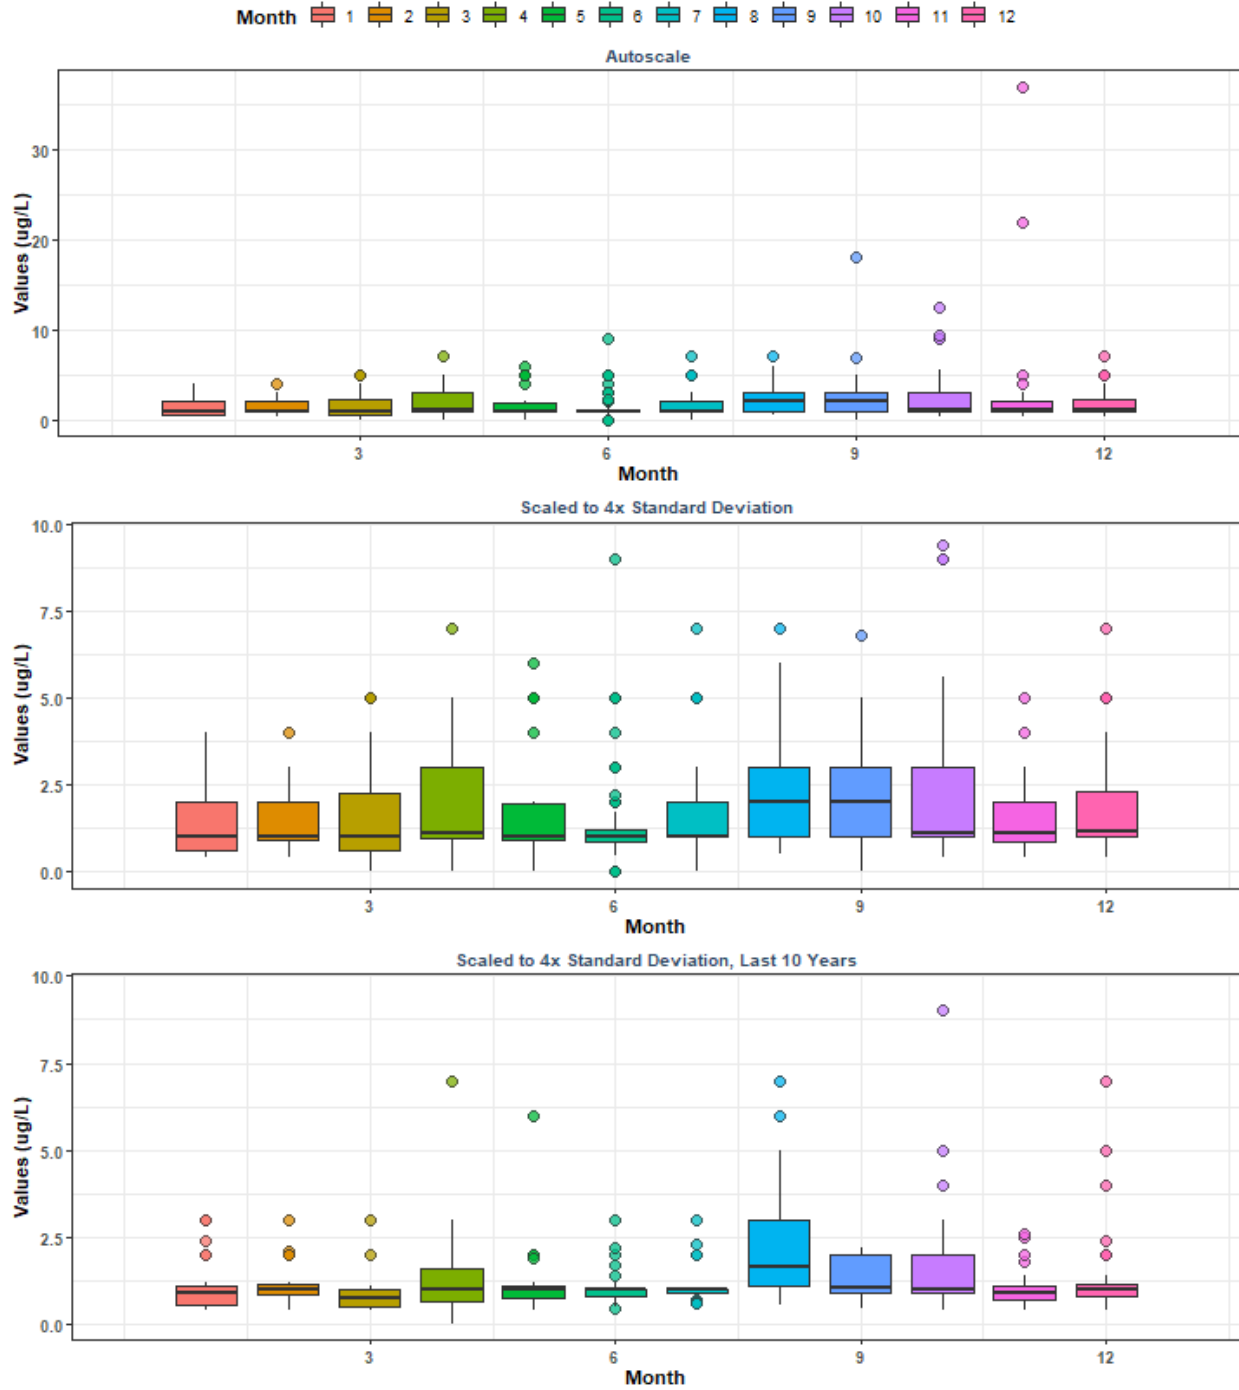 Month 1 2 3 4 5 6 7 8 9 10 11 12
Autoscale
Values (ug/L)
30
20
10
0
3 6 9 12
Month
Scaled to 4x Standard Deviation
Values (ug/L)
10.0
7.5
5.0
2.5
0.0
3 6 9 12
Month
Scaled to 4x Standard Deviation, Last 10 Years
Values (ug/L)
10.0
7.5
5.0
2.5
0.0
3 6 9 12
Month